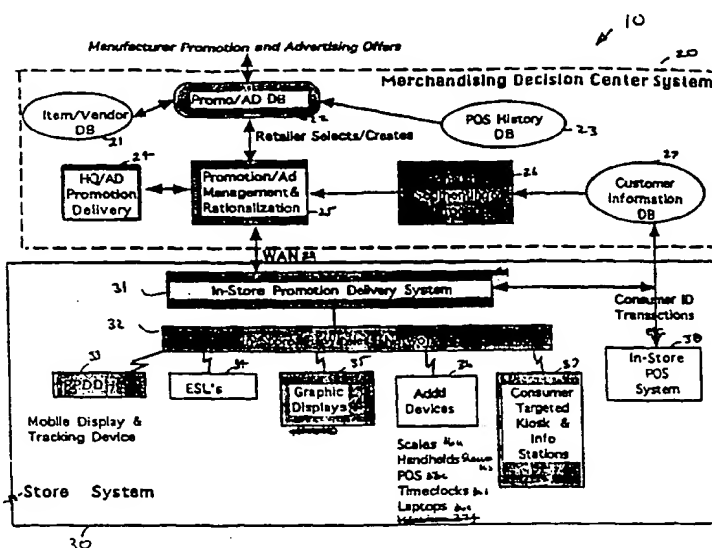 10
Manufacturer Promotion and Advertising Offers
20
Merchandising Decision Center System
Item/Vendor
DB
21
Promo/AD DB
22
POS History
DB
23
Retailer Selects/Creates
24
HQ/AD
Promotion
Delivery
Promotion/Ad
Management &
Rationalization
25
26
27
Customer
Information
DB
WAN 29
31
In-Store Promotion Delivery System
Consumer ID
Transactions
32
33
34
35
36
37
38
ESL's
Graphic
Displays
Addd
Devices
Consumer
Targeted
Kiosk &
Info
Stations
In-Store
POS
System
Mobile Display &
Tracking Device
Scales
Handhelds
POS
Timeclocks
Laptops
Store System
30